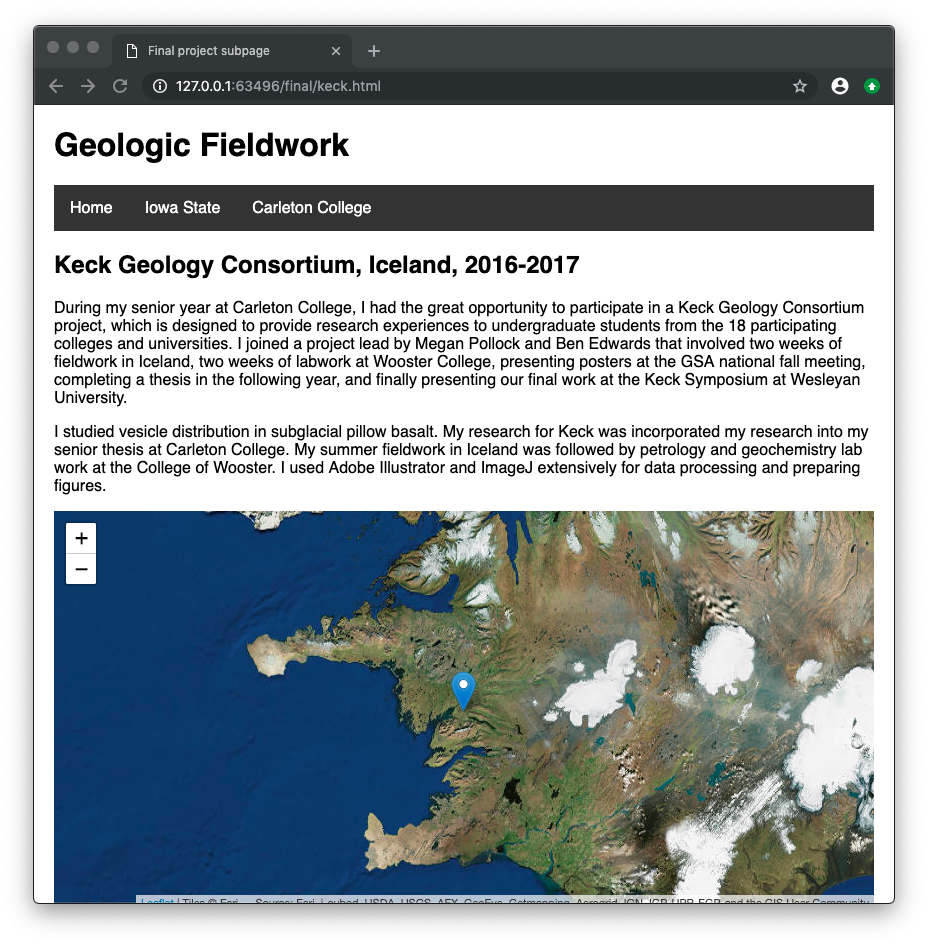 Final project subpage
127.0.0.1:63496/final/keck.html
Geologic Fieldwork
Home Iowa State Carleton College
Keck Geology Consortium, Iceland, 2016-2017
During my senior year at Carleton College, I had the great opportunity to participate in a Keck Geology Consortium
project, which is designed to provide research experiences to undergraduate students from the 18 participating
colleges and universities. I joined a project lead by Megan Pollock and Ben Edwards that involved two weeks of
fieldwork in Iceland, two weeks of labwork at Wooster College, presenting posters at the GSA national fall meeting,
completing a thesis in the following year, and finally presenting our final work at the Keck Symposium at Wesleyan
University.
I studied vesicle distribution in subglacial pillow basalt. My research for Keck was incorporated my research into my
senior thesis at Carleton College. My summer fieldwork in Iceland was followed by petrology and geochemistry lab
work at the College of Wooster. I used Adobe Illustrator and ImageJ extensively for data processing and preparing
figures.
+
−
Leaflet | Tiles © Esri — Source: Esri, i-cubed, USDA, USGS, AEX, GeoEye, Getmapping, Aerogrid, IGN, IGP, UPR-EGP, and the GIS User Community